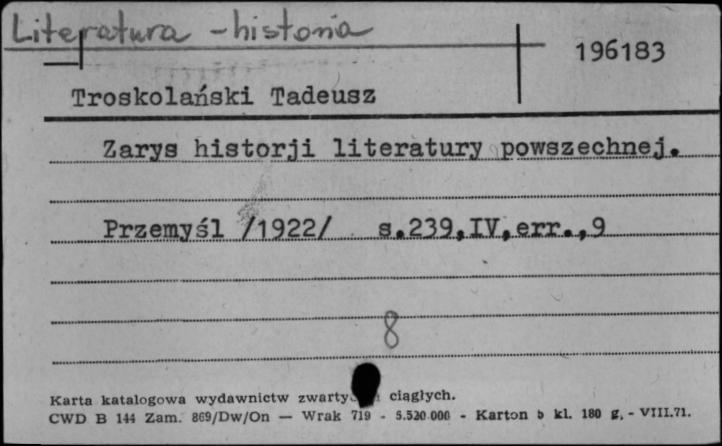 Literatura - historia
196183
Troskolański Tadeusz
Zarys historji literatury powszechnej.
Przemyśl /1922/ s.239,IV,err.,9
8
Karta katalogowa wydawnictw ciągłych.
CWD B 144 Zam. 869/Dw/On — Wrak 719 - 5.520.000 - Karton b kl. 180 g, - VIII.71.